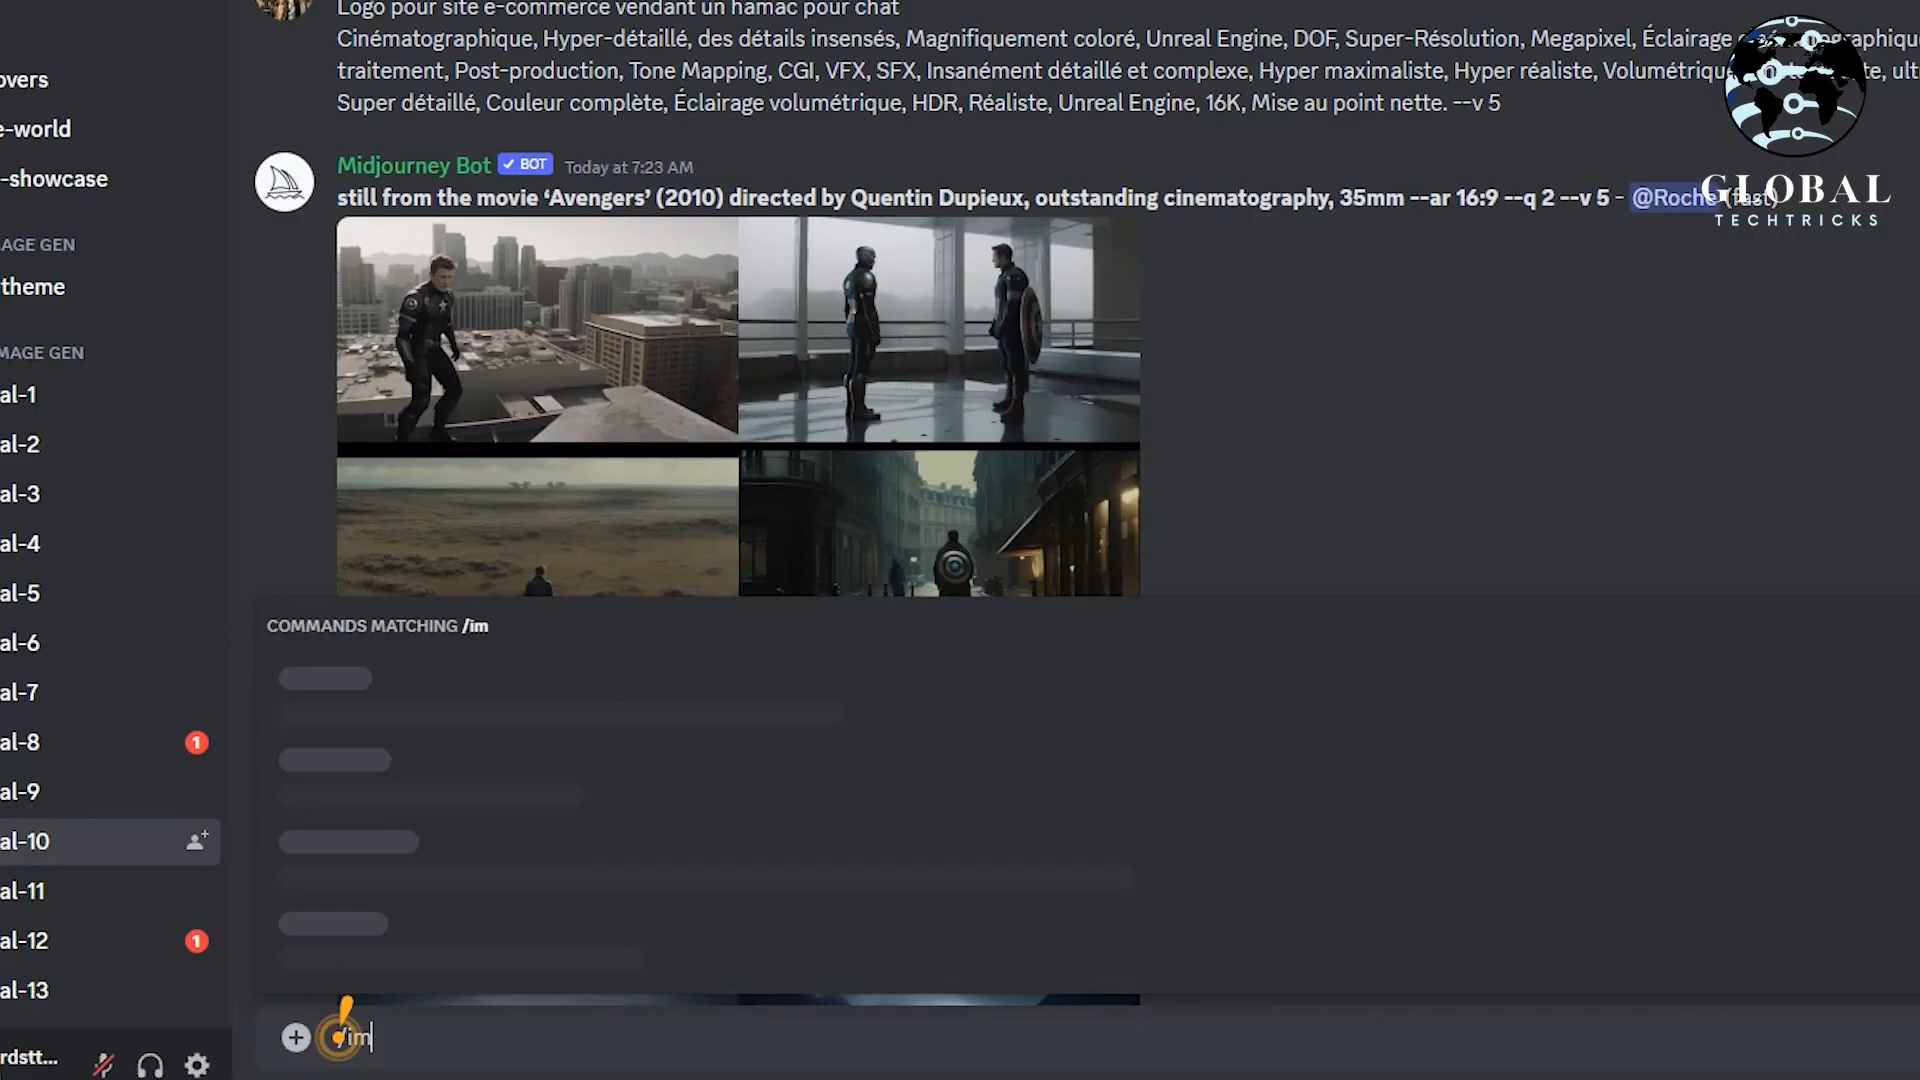 Logo pour site e-commerce vendant un hamac pour chat
Cinématographique, Hyper-détaillé, des détails insensés, Magnifiquement coloré, Unreal Engine, DOF, Super-Résolution, Megapixel, Éclairage
traitement, Post-production, Tone Mapping, CGI, VFX, SFX, Insanément détaillé et complexe, Hyper maximaliste, Hyper réaliste, Volumétrique
Super détaillé, Couleur complète, Éclairage volumétrique, HDR, Réaliste, Unreal Engine, 16K, Mise au point nette. --v 5
GLOBAL
TECHTRICKS
Midjourney Bot ✓ BOT Today at 7:23 AM
still from the movie ‘Avengers’ (2010) directed by Quentin Dupieux, outstanding cinematography, 35mm --ar 16:9 --q 2 --v 5 - @Roche (fast)
overs
e-world
-showcase
AGE GEN
theme
MAGE GEN
al-1
al-2
al-3
al-4
al-5
al-6
al-7
al-8 1
al-9
al-10
al-11
al-12 1
al-13
COMMANDS MATCHING /im
/im
rdstt...